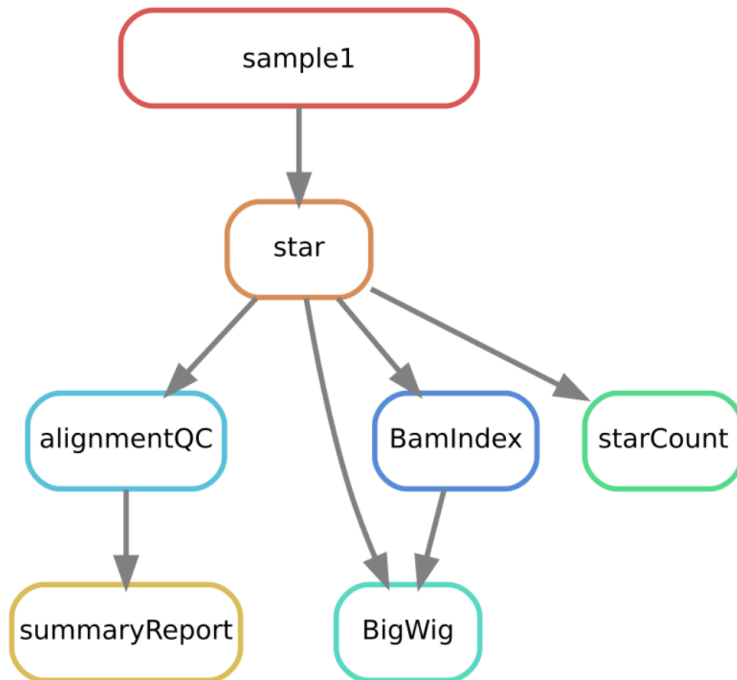 sample1
star
alignmentQC
BamIndex
starCount
summaryReport
BigWig